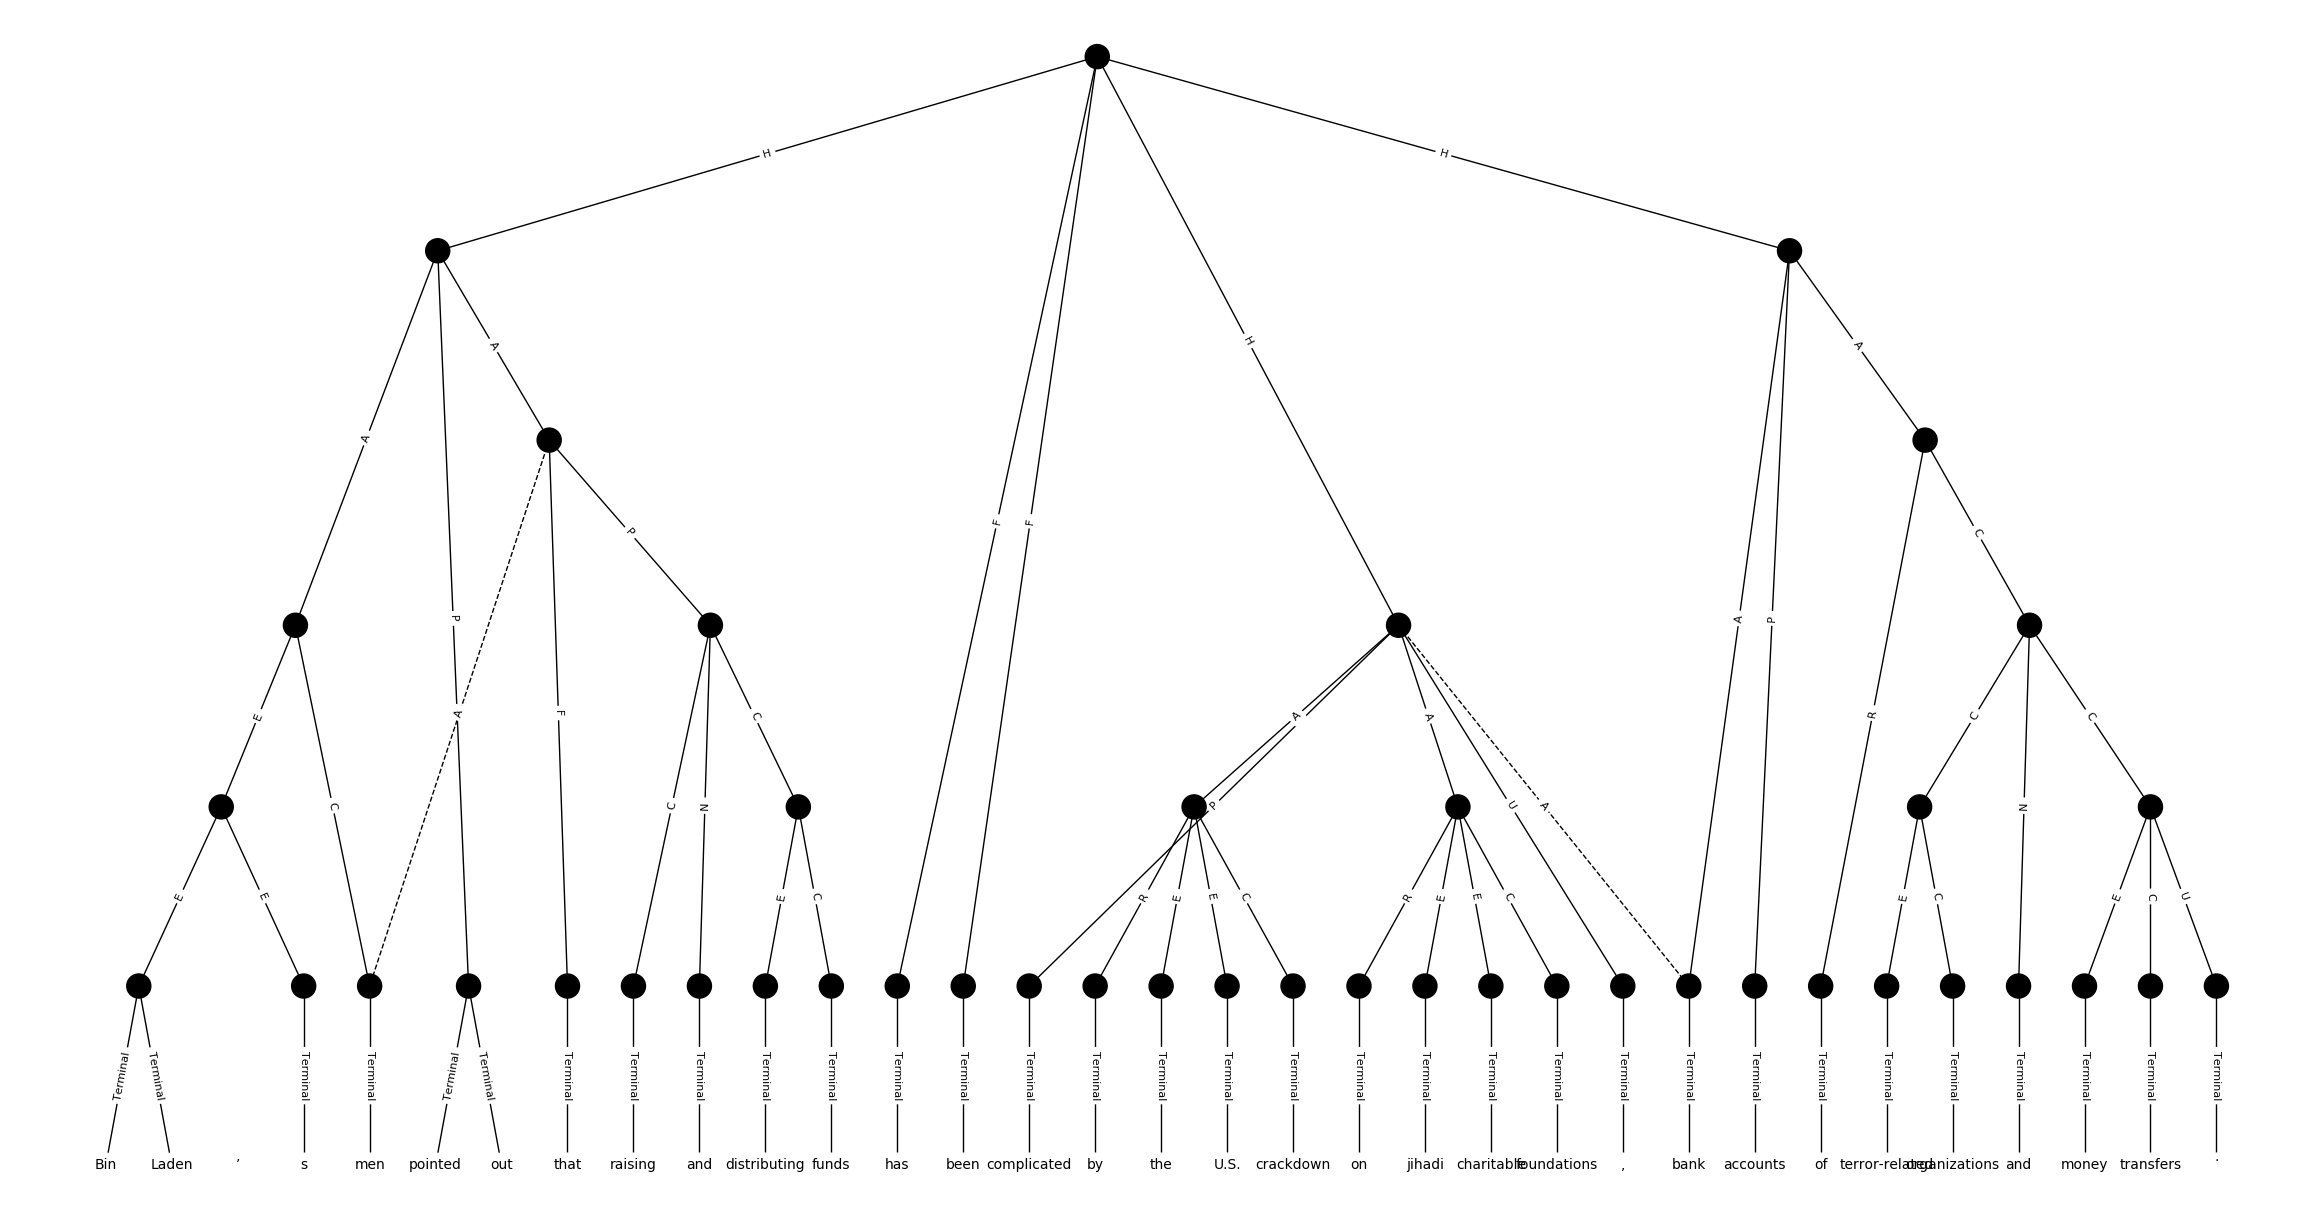 H H
H
A A
A
F F
P C
P A P
R
E A F C A A C C
C C N P U A N
E E E C R E E C R E E C E C E C U
Terminal Terminal Terminal Terminal Terminal Terminal Terminal Terminal Terminal Terminal Terminal Terminal Terminal Terminal Terminal Terminal Terminal Terminal Terminal Terminal Terminal Terminal Terminal Terminal Terminal Terminal Terminal Terminal Terminal Terminal Terminal Terminal
Bin Laden ’ s men pointed out that raising and distributing funds has been complicated by the U.S. crackdown on jihadi charitable foundations , bank accounts of terror-related organizations and money transfers .